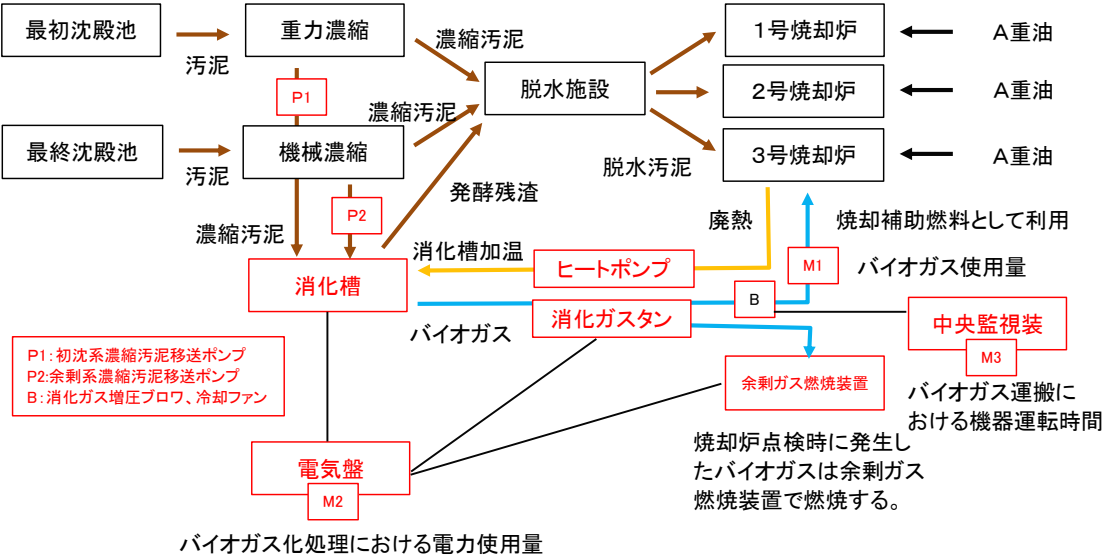 最初沈殿池
汚泥
重力濃縮
濃縮汚泥
P1
濃縮汚泥
脱水施設
1号焼却炉
A重油
2号焼却炉
A重油
3号焼却炉
A重油
脱水汚泥
最終沈殿池
汚泥
機械濃縮
P2
発酵残渣
濃縮汚泥
消化槽
消化槽加温
ヒートポンプ
廃熱
焼却補助燃料として利用
M1
バイオガス使用量
B
バイオガス
消化ガスタン
中央監視装
M3
バイオガス運搬に
おける機器運転時間
P1：初沈系濃縮汚泥移送ポンプ
P2:余剰系濃縮汚泥移送ポンプ
B：消化ガス増圧ブロワ、冷却ファン
余剰ガス燃焼装置
焼却炉点検時に発生し
たバイオガスは余剰ガス
燃焼装置で燃焼する。
電気盤
M2
バイオガス化処理における電力使用量